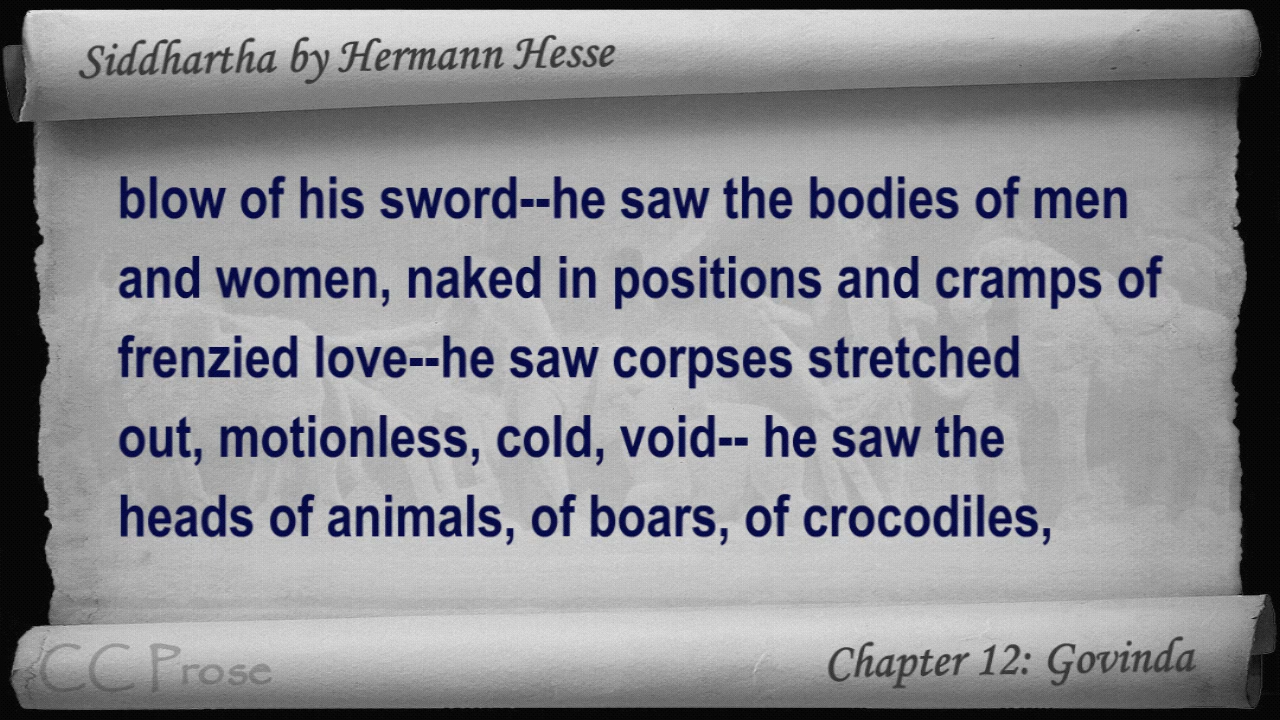 Siddhartha by Hermann Hesse
blow of his sword--he saw the bodies of men
and women, naked in positions and cramps of
frenzied love--he saw corpses stretched
out, motionless, cold, void-- he saw the
heads of animals, of boars, of crocodiles,
CC Prose
Chapter 12: Govinda